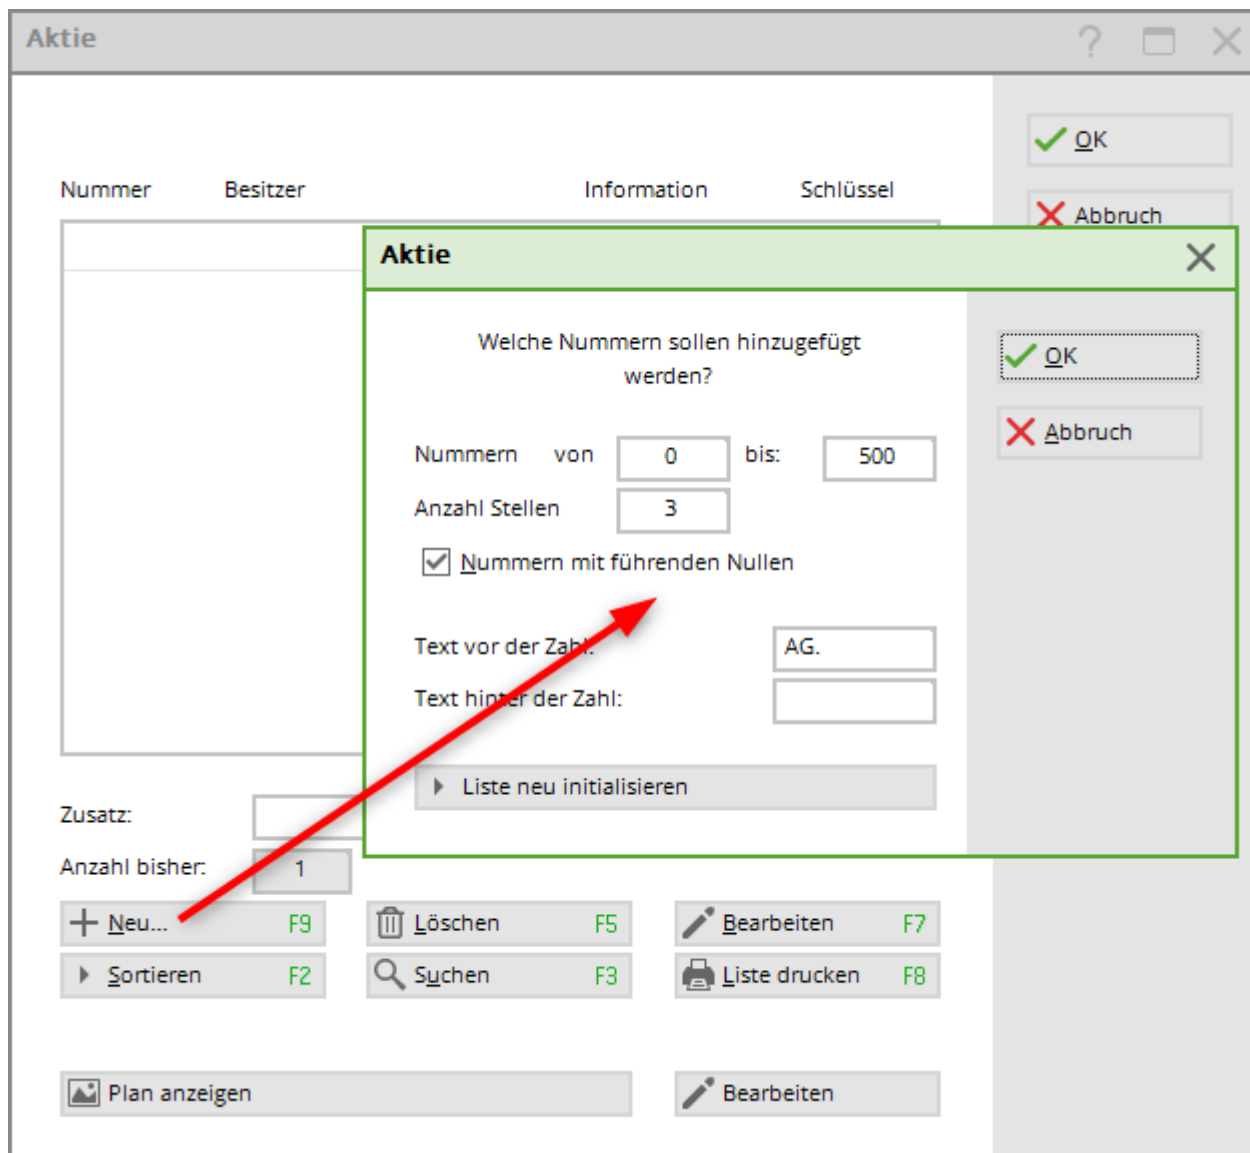 Aktie
OK
Abbruch
Nummer Besitzer Information Schlüssel
Aktie
Welche Nummern sollen hinzugefügt
werden?
OK
Abbruch
Nummern von 0 bis: 500
Anzahl Stellen 3
Nummern mit führenden Nullen
Text vor der Zahl: AG.
Text hinter der Zahl:
Liste neu initialisieren
Zusatz:
Anzahl bisher: 1
Neu... F9 Löschen F5 Bearbeiten F7
Sortieren F2 Suchen F3 Liste drucken F8
Plan anzeigen Bearbeiten